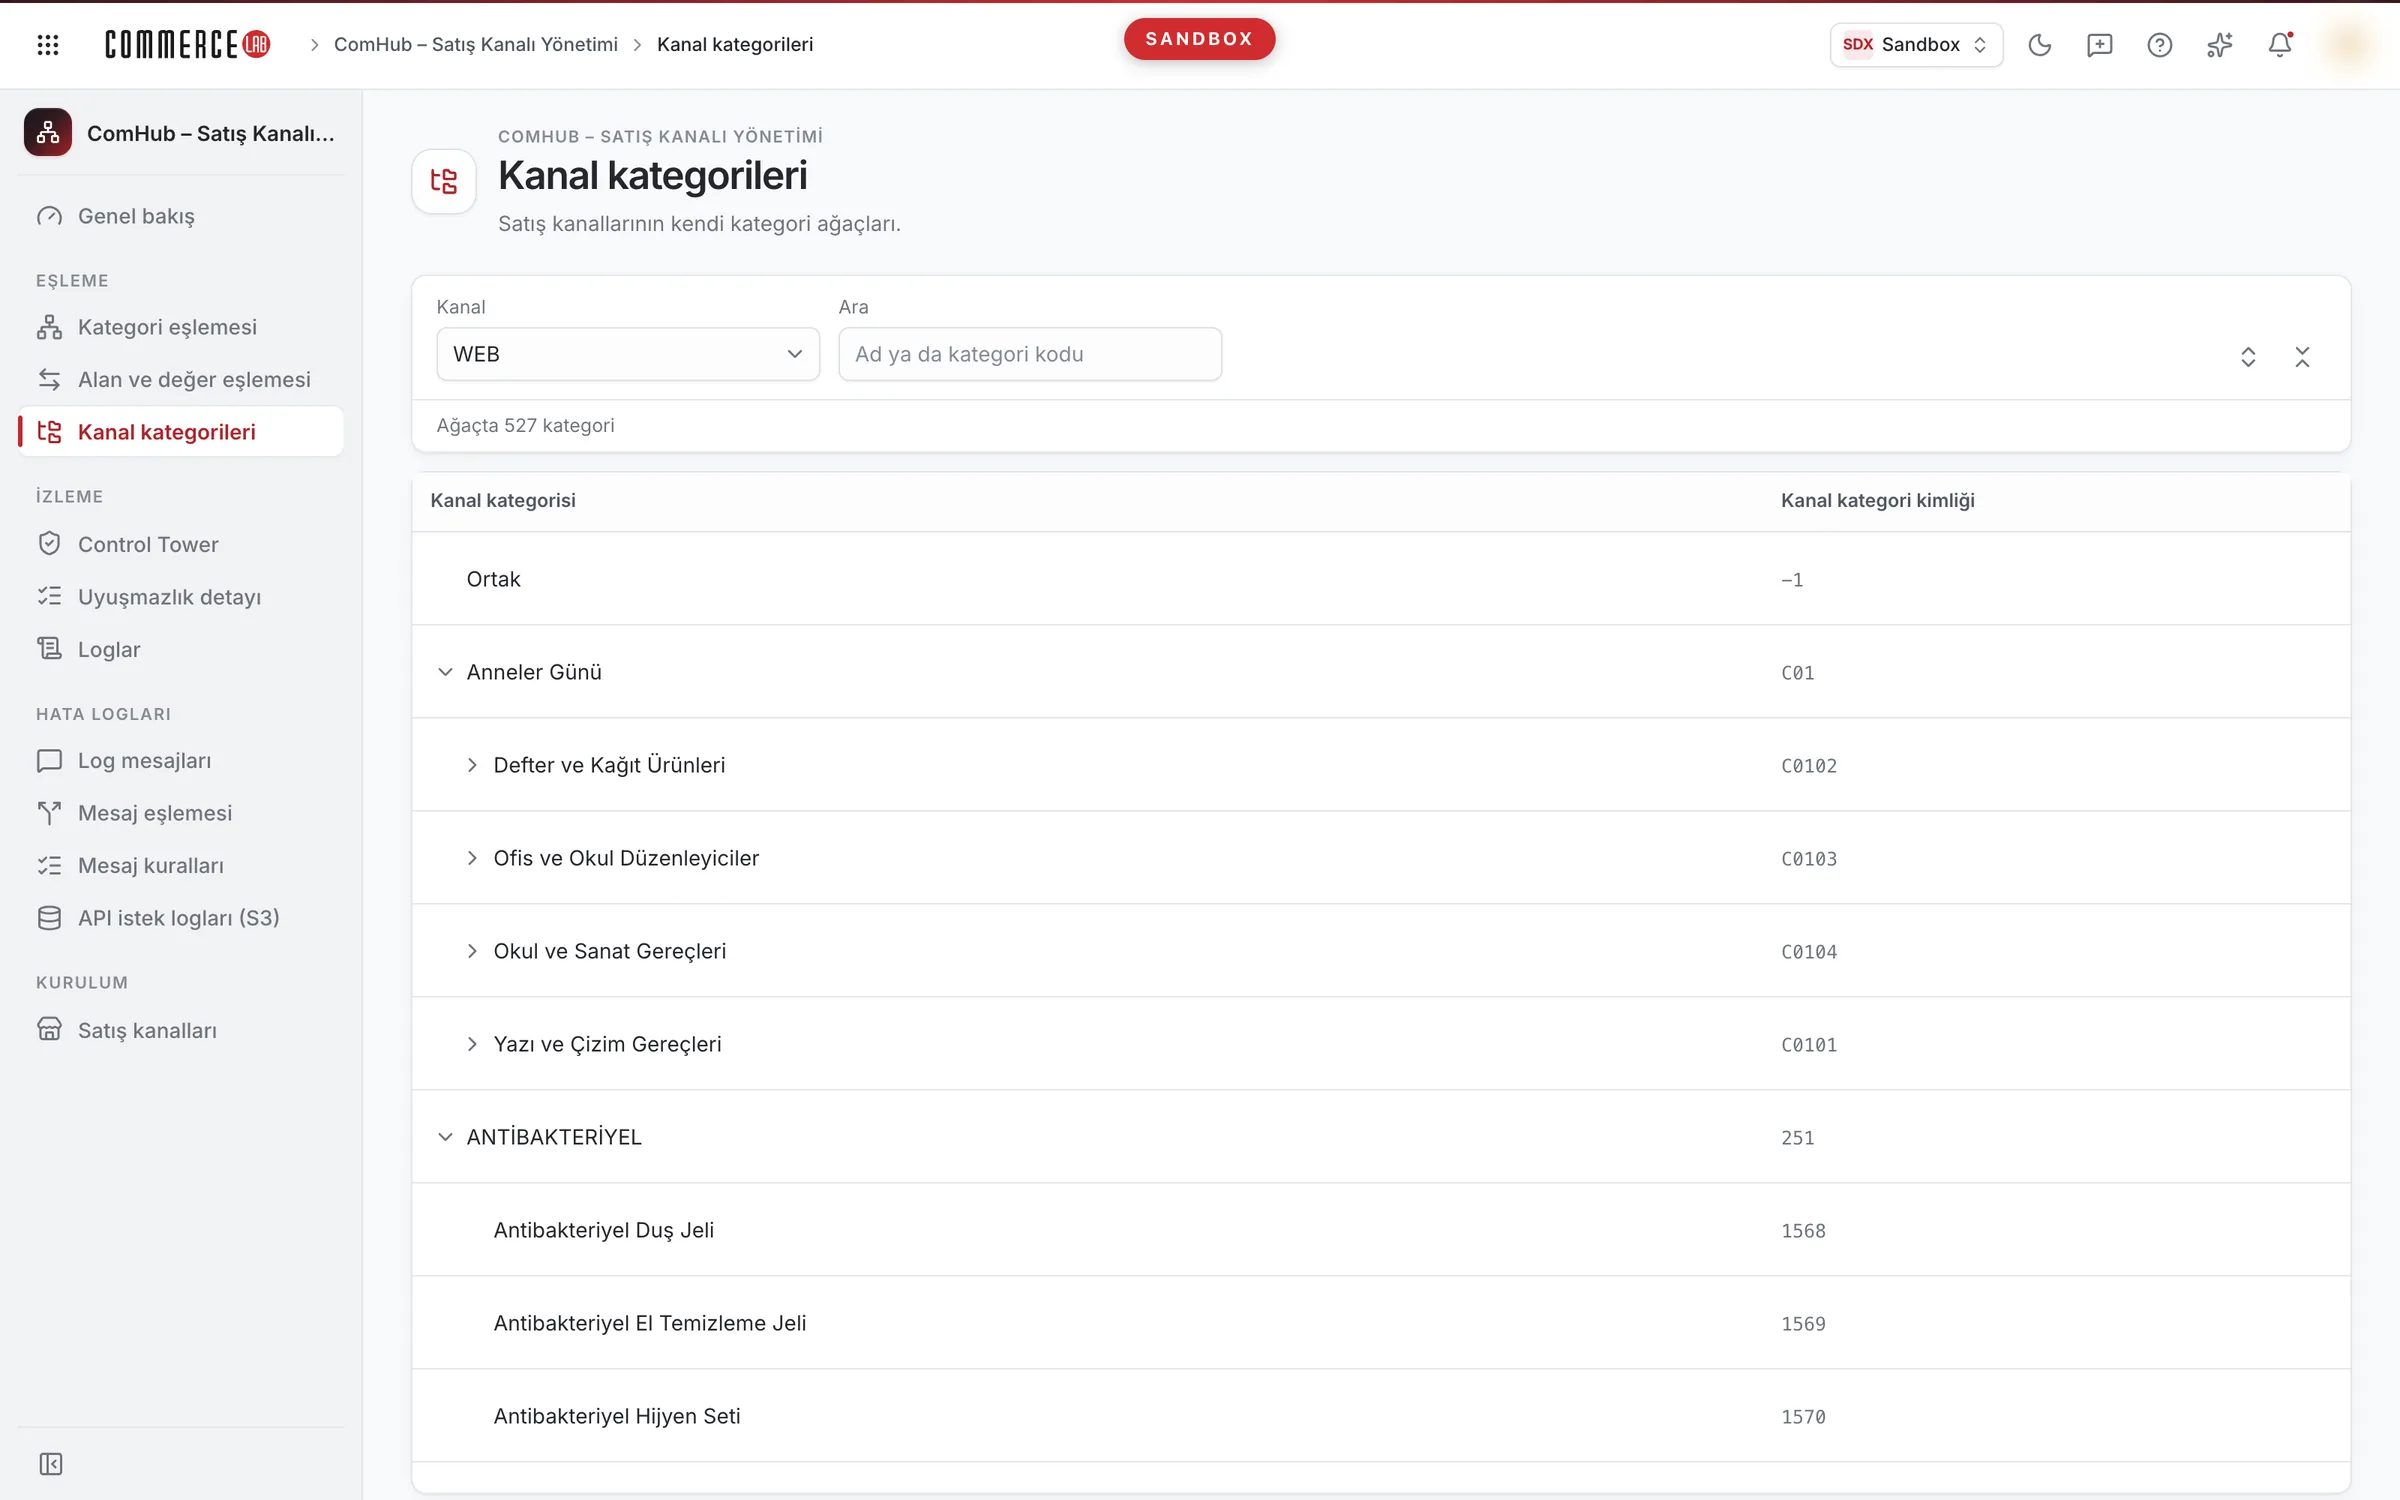 COMMERCE LAB
ComHub – Satış Kanalı Yönetimi
Kanal kategorileri
SANDBOX
SDX Sandbox
ComHub – Satış Kanalı...
Genel bakış
EŞLEME
Kategori eşlemesi
Alan ve değer eşlemesi
Kanal kategorileri
İZLEME
Control Tower
Uyuşmazlık detayı
Loglar
HATA LOGLARI
Log mesajları
Mesaj eşlemesi
Mesaj kuralları
API istek logları (S3)
KURULUM
Satış kanalları
COMHUB – SATIŞ KANALI YÖNETİMİ
Kanal kategorileri
Satış kanallarının kendi kategori ağaçları.
Kanal
Ara
WEB
Ad ya da kategori kodu
Ağaçta 527 kategori
Kanal kategorisi
Kanal kategori kimliği
Ortak
–1
Anneler Günü
C01
Defter ve Kağıt Ürünleri
C0102
Ofis ve Okul Düzenleyiciler
C0103
Okul ve Sanat Gereçleri
C0104
Yazı ve Çizim Gereçleri
C0101
ANTİBAKTERİYEL
251
Antibakteriyel Duş Jeli
1568
Antibakteriyel El Temizleme Jeli
1569
Antibakteriyel Hijyen Seti
1570